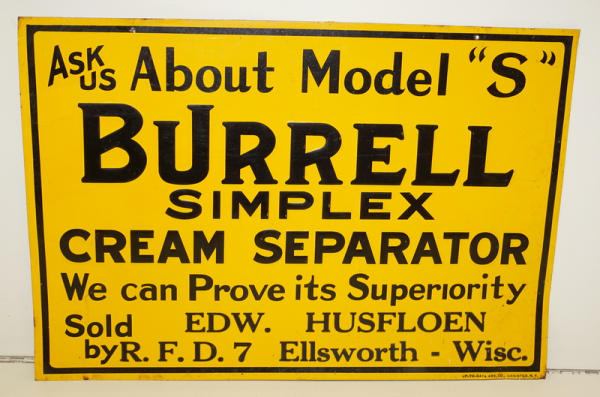 Ask us About Model "S"
BURRELL
SIMPLEX
CREAM SEPARATOR
We can Prove its Superiority
Sold by EDW. HUSFLOEN
R. F. D. 7 Ellsworth - Wisc.